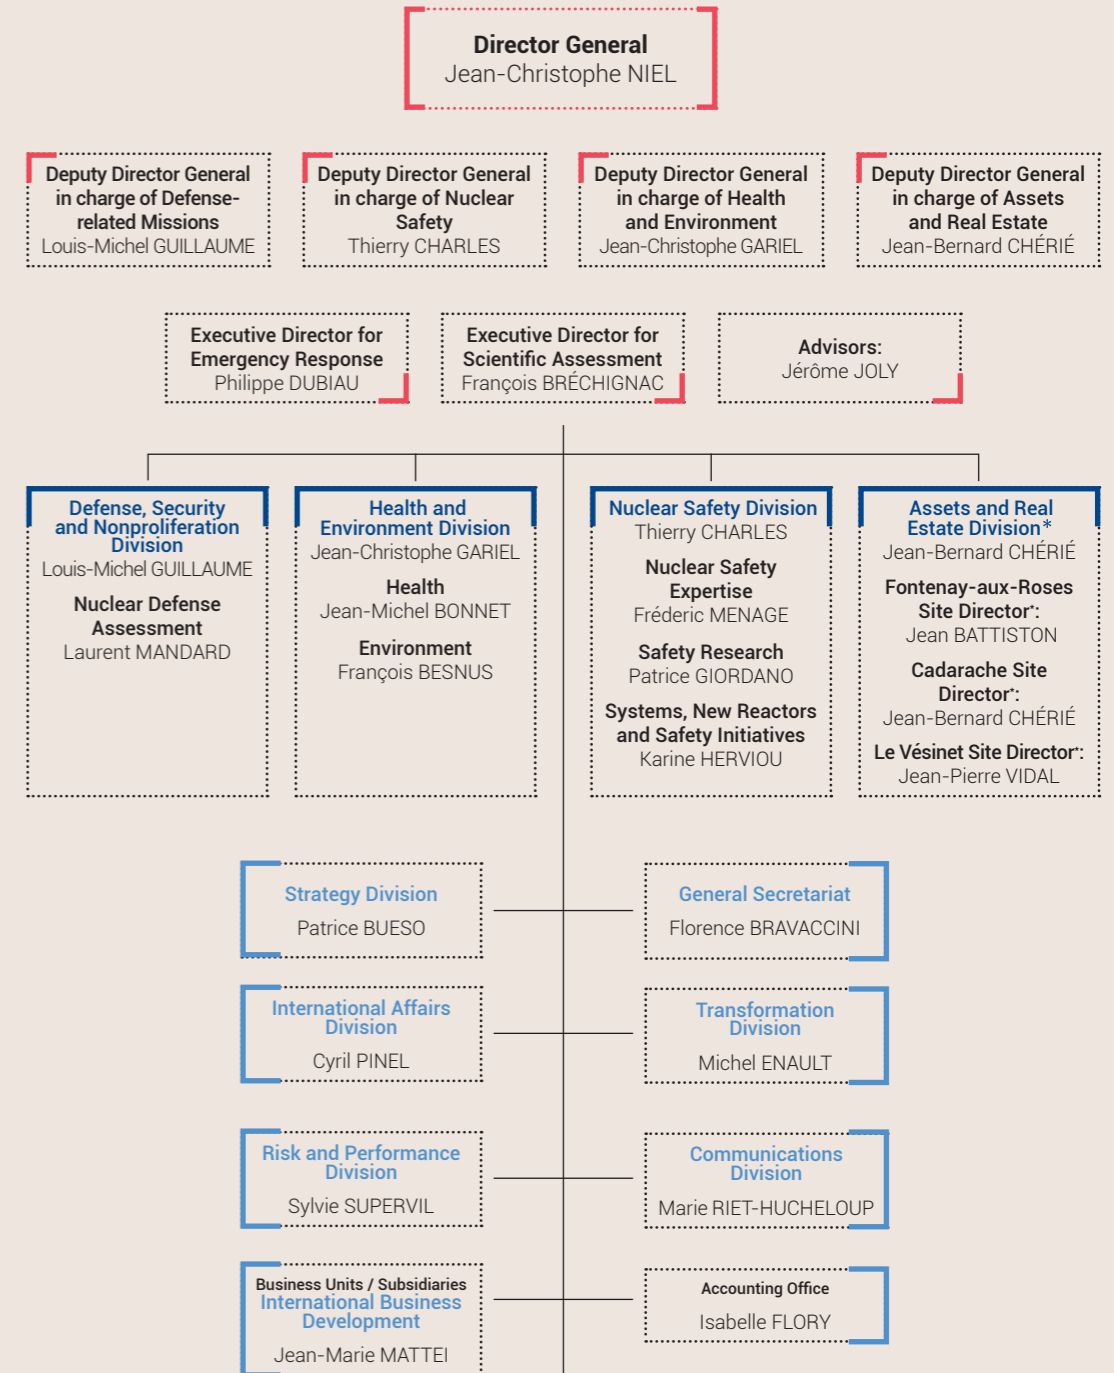 Director General
Jean-Christophe NIEL
Deputy Director General
in charge of Defense-
related Missions
Louis-Michel GUILLAUME
Deputy Director General
in charge of Nuclear
Safety
Thierry CHARLES
Deputy Director General
in charge of Health
and Environment
Jean-Christophe GARIEL
Deputy Director General
in charge of Assets
and Real Estate
Jean-Bernard CHÉRIÉ
Executive Director for
Emergency Response
Philippe DUBIAU
Executive Director for
Scientific Assessment
François BRÉCHIGNAC
Advisors:
Jérôme JOLY
Defense, Security
and Nonproliferation
Division
Louis-Michel GUILLAUME
Nuclear Defense
Assessment
Laurent MANDARD
Health and
Environment Division
Jean-Christophe GARIEL
Health
Jean-Michel BONNET
Environment
François BESNUS
Nuclear Safety Division
Thierry CHARLES
Nuclear Safety
Expertise
Fréderic MENAGE
Safety Research
Patrice GIORDANO
Systems, New Reactors
and Safety Initiatives
Karine HERVIOU
Assets and Real
Estate Division*
Jean-Bernard CHÉRIÉ
Fontenay-aux-Roses
Site Director*:
Jean BATTISTON
Cadarache Site
Director*:
Jean-Bernard CHÉRIÉ
Le Vésinet Site Director*:
Jean-Pierre VIDAL
Strategy Division
Patrice BUESO
General Secretariat
Florence BRAVACCINI
International Affairs
Division
Cyril PINEL
Transformation
Division
Michel ENAULT
Risk and Performance
Division
Sylvie SUPERVIL
Communications
Division
Marie RIET-HUCHELOUP
Business Units / Subsidiaries
International Business
Development
Jean-Marie MATTEI
Accounting Office
Isabelle FLORY